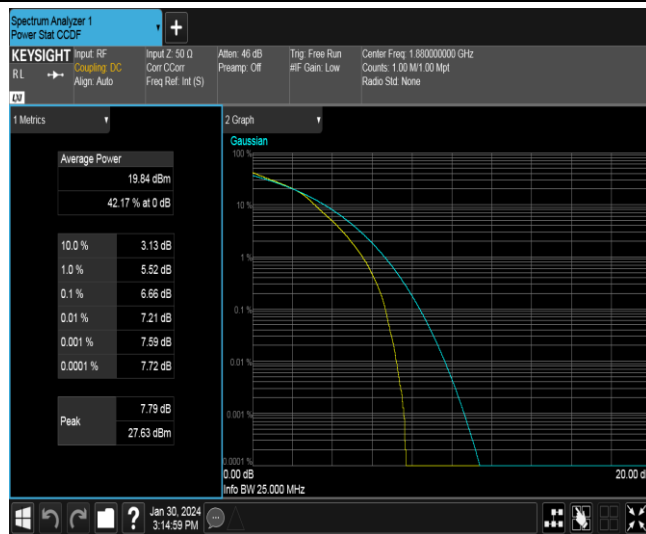 Spectrum Analyzer 1
Power Stat CCDF
+
KEYSIGHT
RL
LXI
Input: RF
Coupling: DC
Align: Auto
Input Z: 50 Ω
Corr CCorr
Freq Ref: Int (S)
Atten: 46 dB
Preamp: Off
Trig: Free Run
#IF Gain: Low
Center Freq: 1.880000000 GHz
Counts: 1.00 M/1.00 Mpt
Radio Std: None
1 Metrics
Average Power
19.84 dBm
42.17 % at 0 dB
10.0 % 3.13 dB
1.0 % 5.52 dB
0.1 % 6.66 dB
0.01 % 7.21 dB
0.001 % 7.59 dB
0.0001 % 7.72 dB
Peak
7.79 dB
27.63 dBm
2 Graph
Gaussian
100 %
10 %
1 %
0.1 %
0.01 %
0.001 %
0.0001 %
0.00 dB
20.00 d
Info BW 25.000 MHz
?
Jan 30, 2024
3:14:59 PM